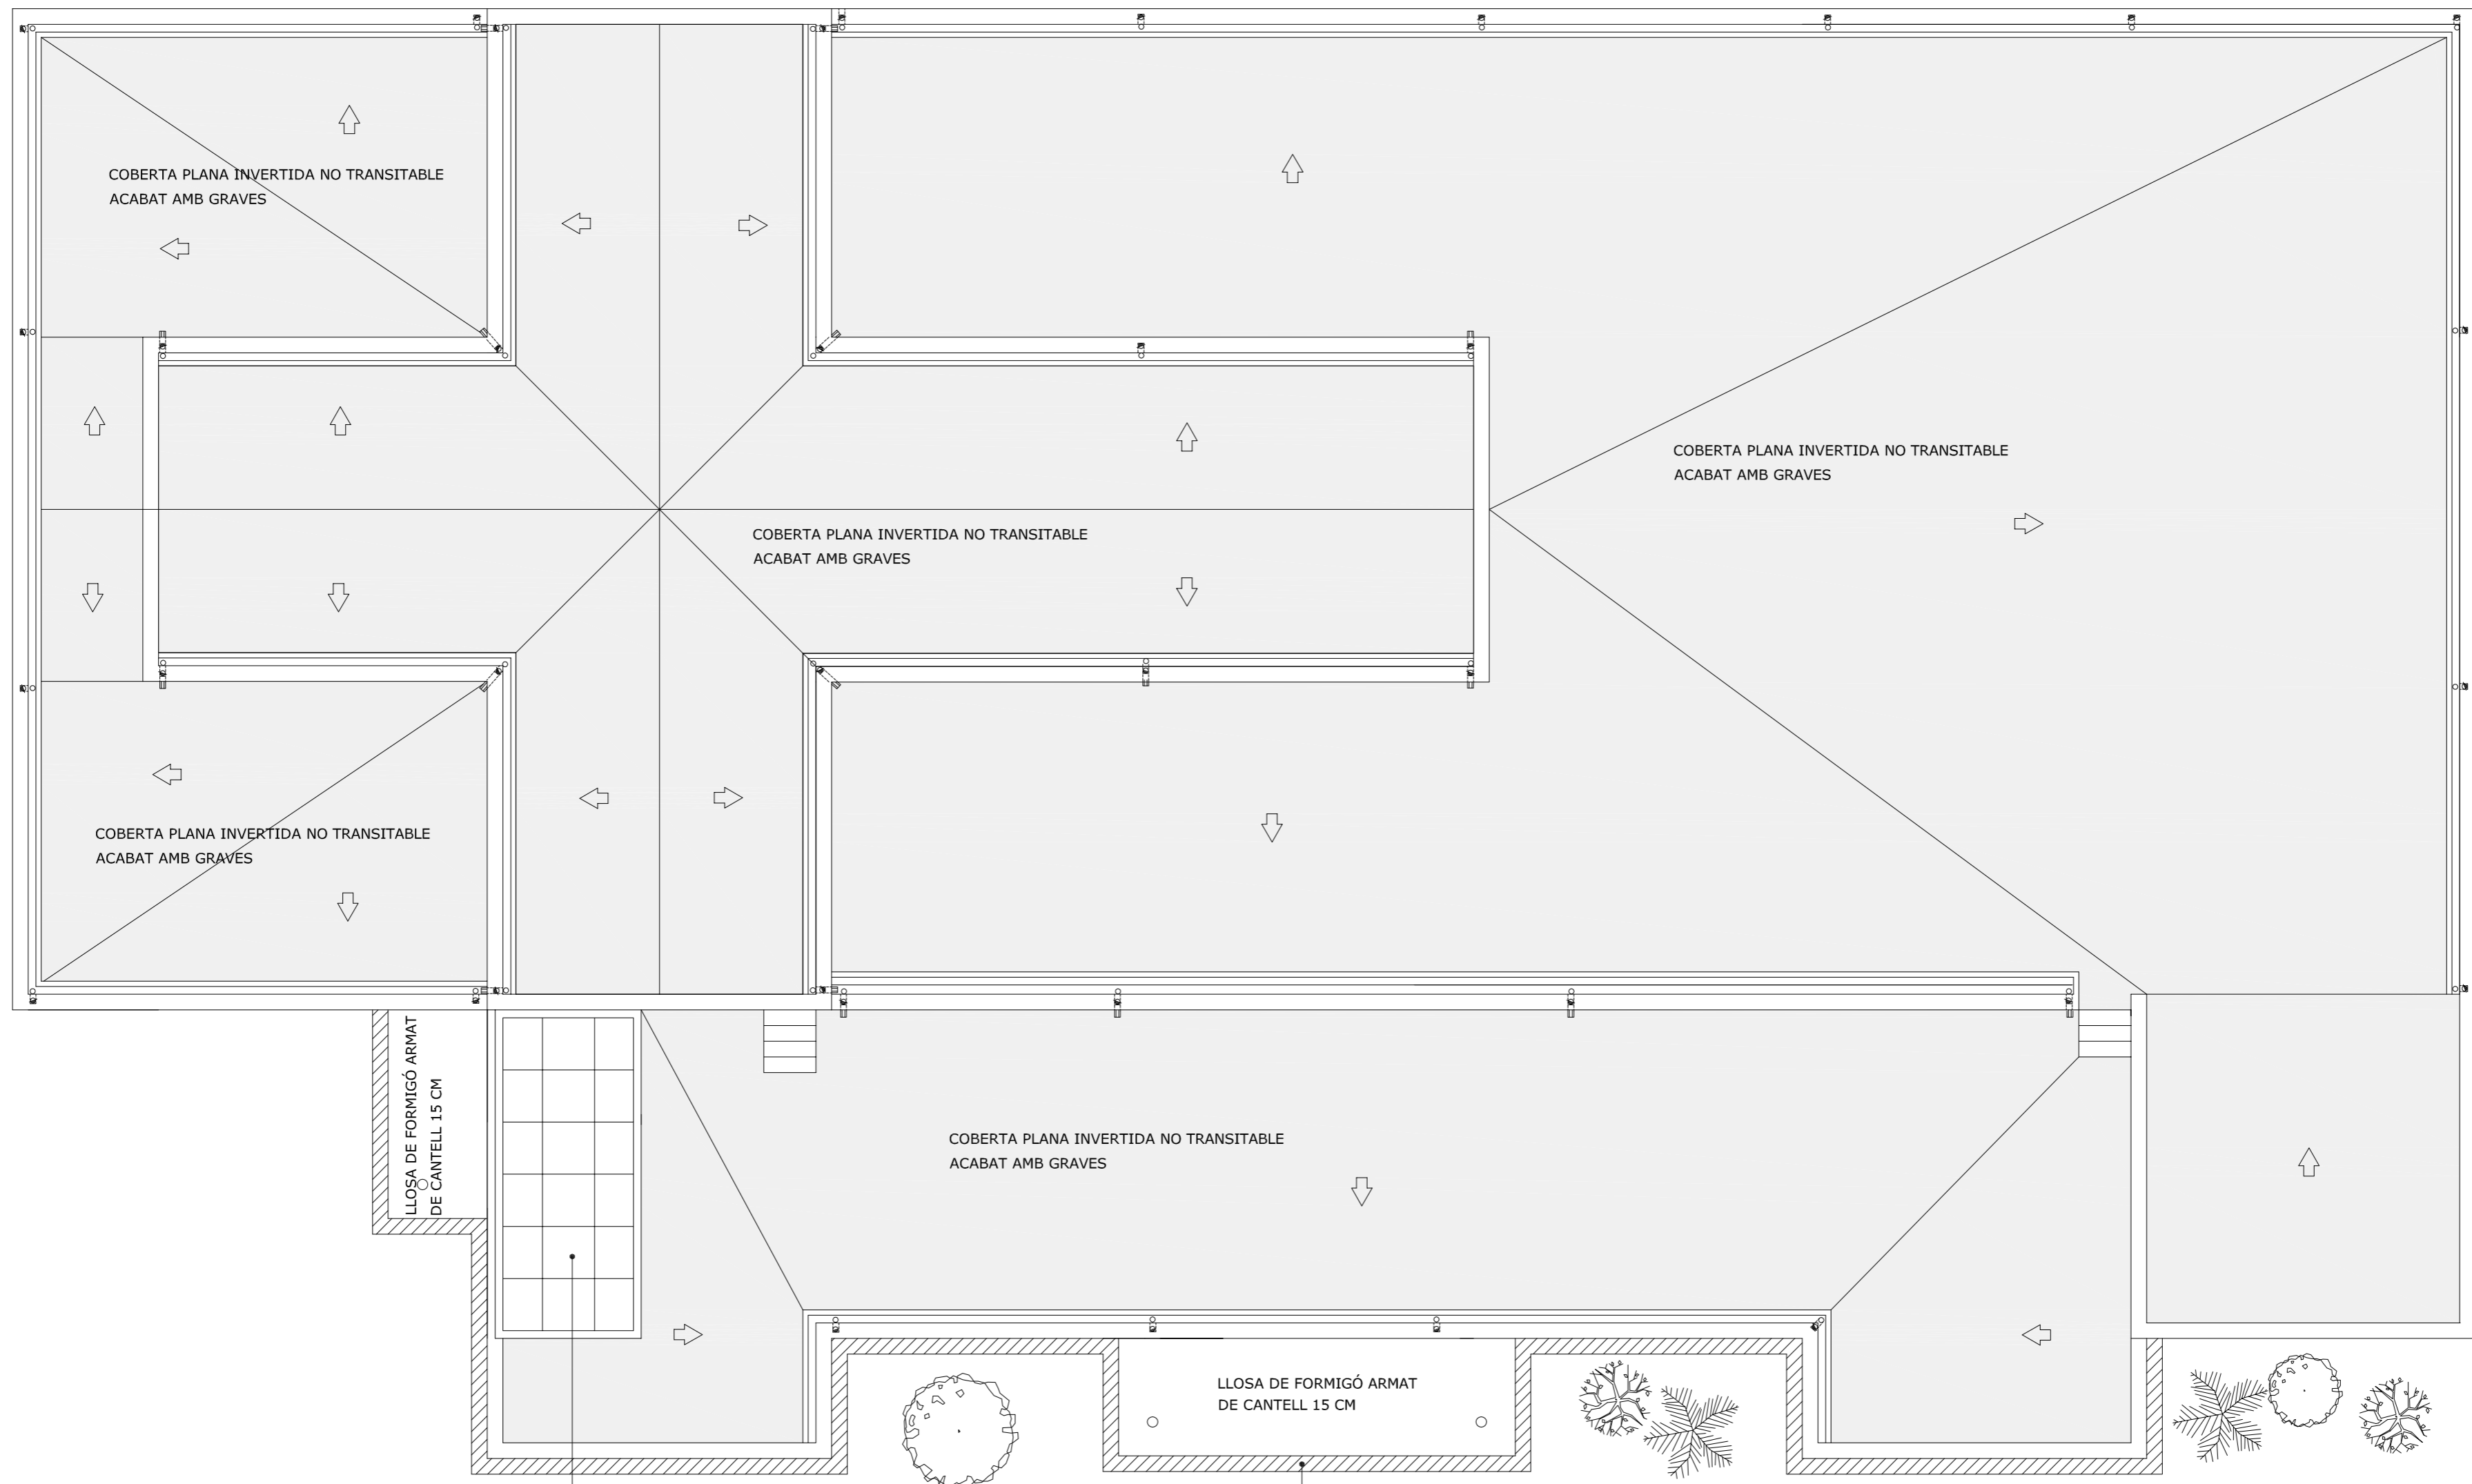 COBERTA PLANA INVERTIDA NO TRANSITABLE
ACABAT AMB GRAVES
COBERTA PLANA INVERTIDA NO TRANSITABLE
ACABAT AMB GRAVES
COBERTA PLANA INVERTIDA NO TRANSITABLE
ACABAT AMB GRAVES
COBERTA PLANA INVERTIDA NO TRANSITABLE
ACABAT AMB GRAVES
LLOSA DE FORMIGÓ ARMAT
DE CANTELL 15 CM
COBERTA PLANA INVERTIDA NO TRANSITABLE
ACABAT AMB GRAVES
LLOSA DE FORMIGÓ ARMAT
DE CANTELL 15 CM